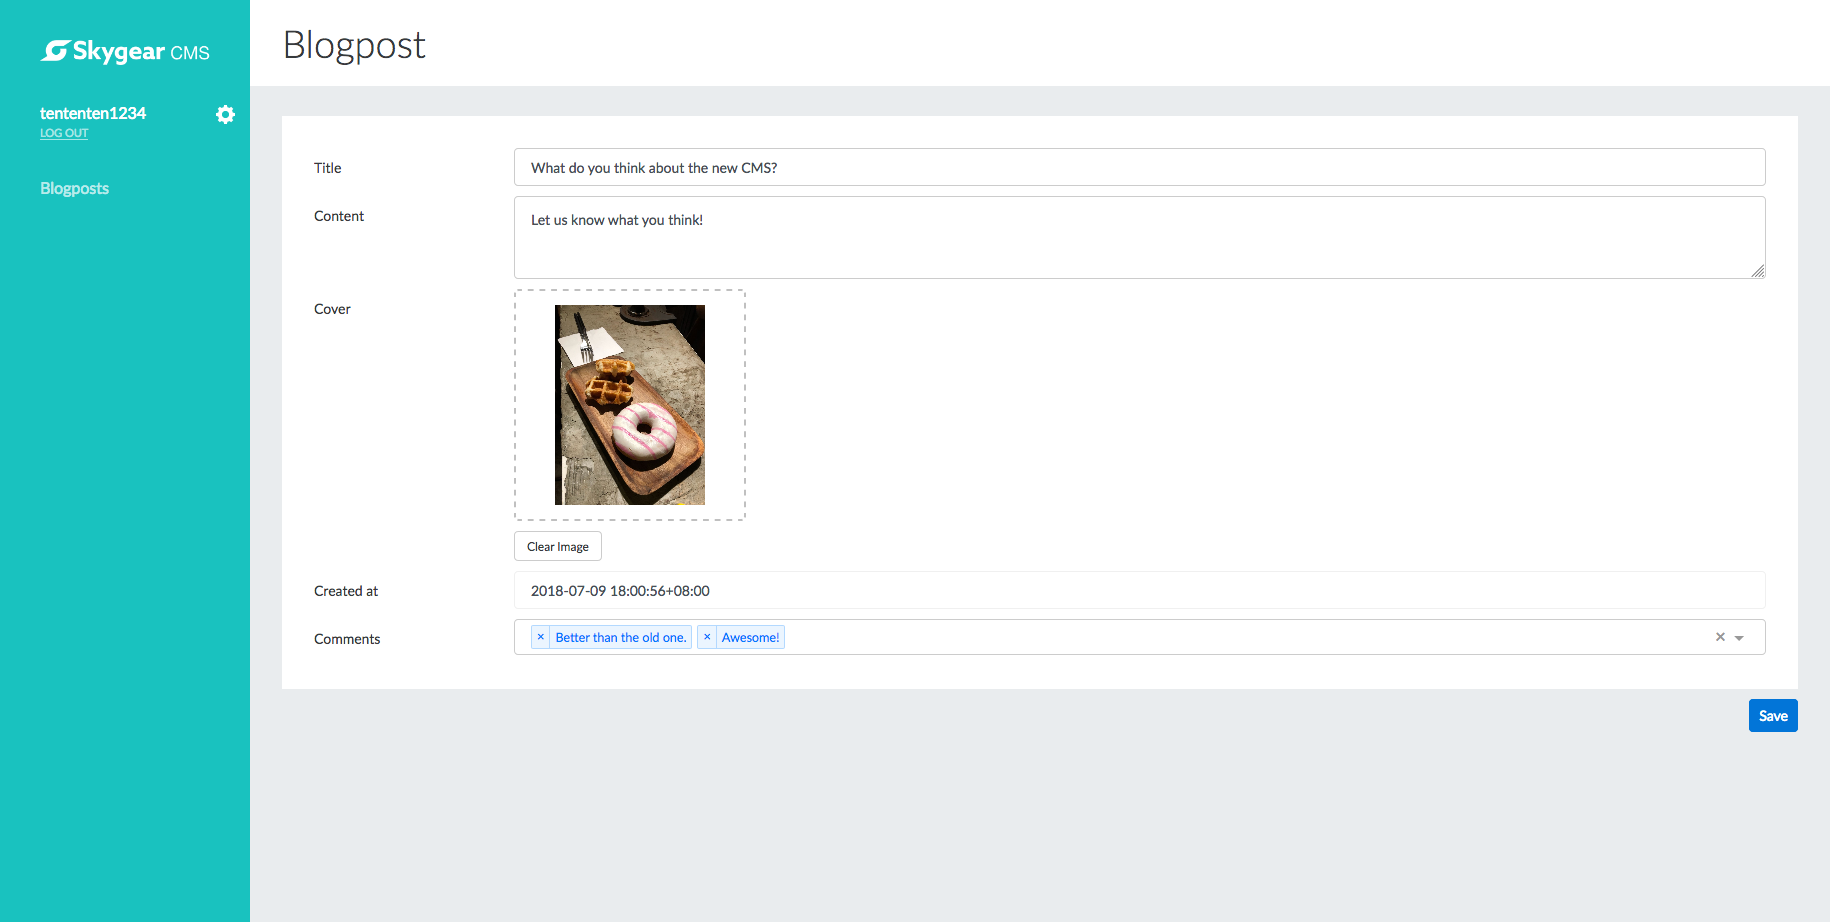 Skygear CMS
tententen1234
LOG OUT
Blogposts
Blogpost
Title
What do you think about the new CMS?
Content
Let us know what you think!
Cover
Clear Image
Created at
2018-07-09 18:00:56+08:00
Comments
× Better than the old one. × Awesome! ×
Save